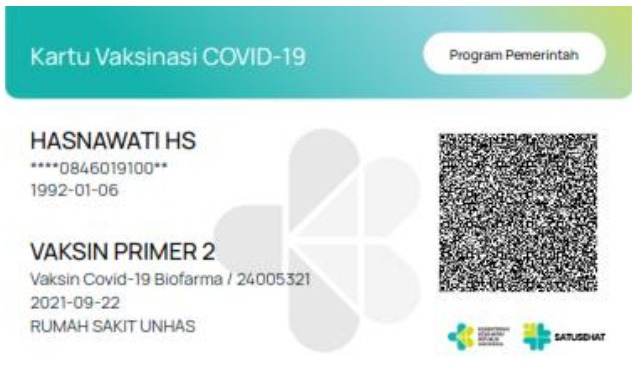 Kartu Vaksinasi COVID-19
Program Pemerintah
HASNAWATI HS
****0846019100**
1992-01-06
VAKSIN PRIMER 2
Vaksin Covid-19 Biofarma / 24005321
2021-09-22
RUMAH SAKIT UNHAS
KEMENTERIAN
KESEHATAN
REPUBLIK
INDONESIA
SATUSEHAT